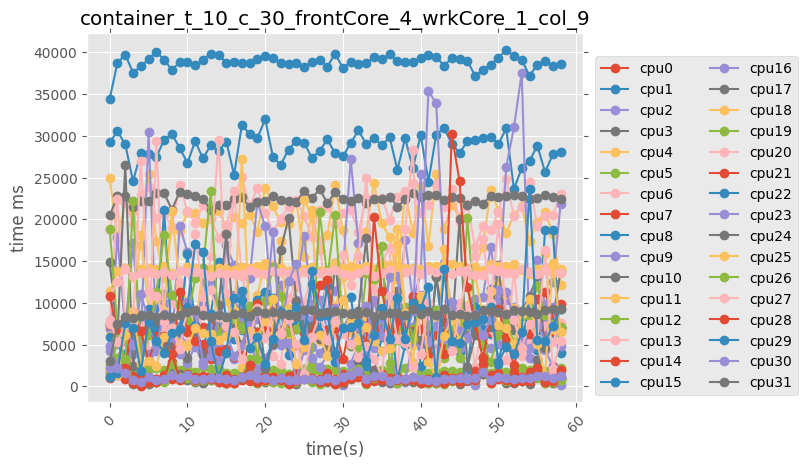 container_t_10_c_30_frontCore_4_wrkCore_1_col_9
time ms
40000
35000
30000
25000
20000
15000
10000
5000
0
0
10
20
30
40
50
60
time(s)
cpu0
cpu1
cpu2
cpu3
cpu4
cpu5
cpu6
cpu7
cpu8
cpu9
cpu10
cpu11
cpu12
cpu13
cpu14
cpu15
cpu16
cpu17
cpu18
cpu19
cpu20
cpu21
cpu22
cpu23
cpu24
cpu25
cpu26
cpu27
cpu28
cpu29
cpu30
cpu31